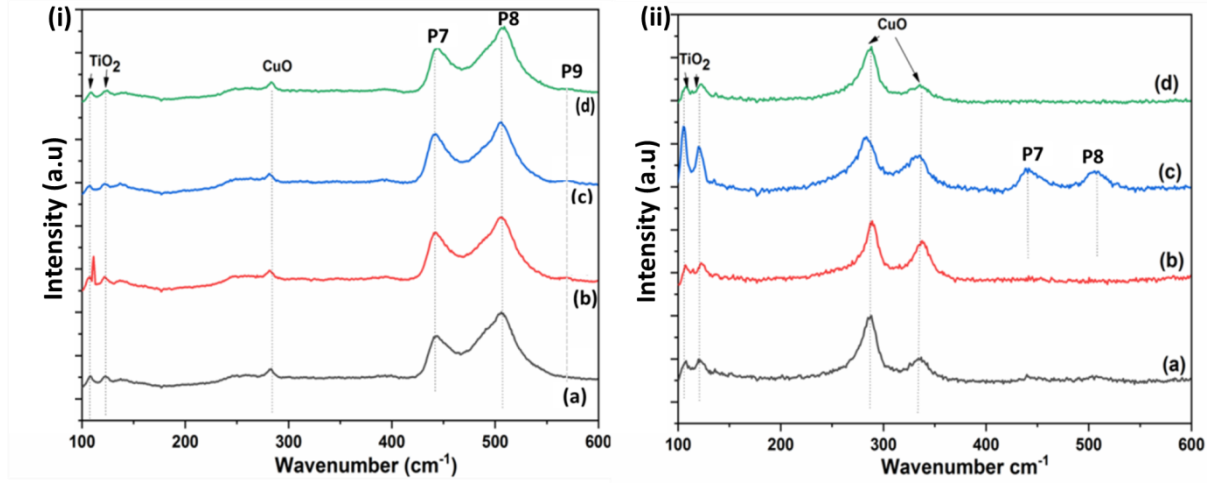 (i)
P7
P8
TiO2
CuO
P9
(d)
(c)
(b)
(a)
Intensity (a.u)
100 200 300 400 500 600
Wavenumber (cm-1)
(ii)
CuO
TiO2
(d)
P7
P8
(c)
(b)
(a)
Intensity (a.u)
100 200 300 400 500 600
Wavenumber cm-1